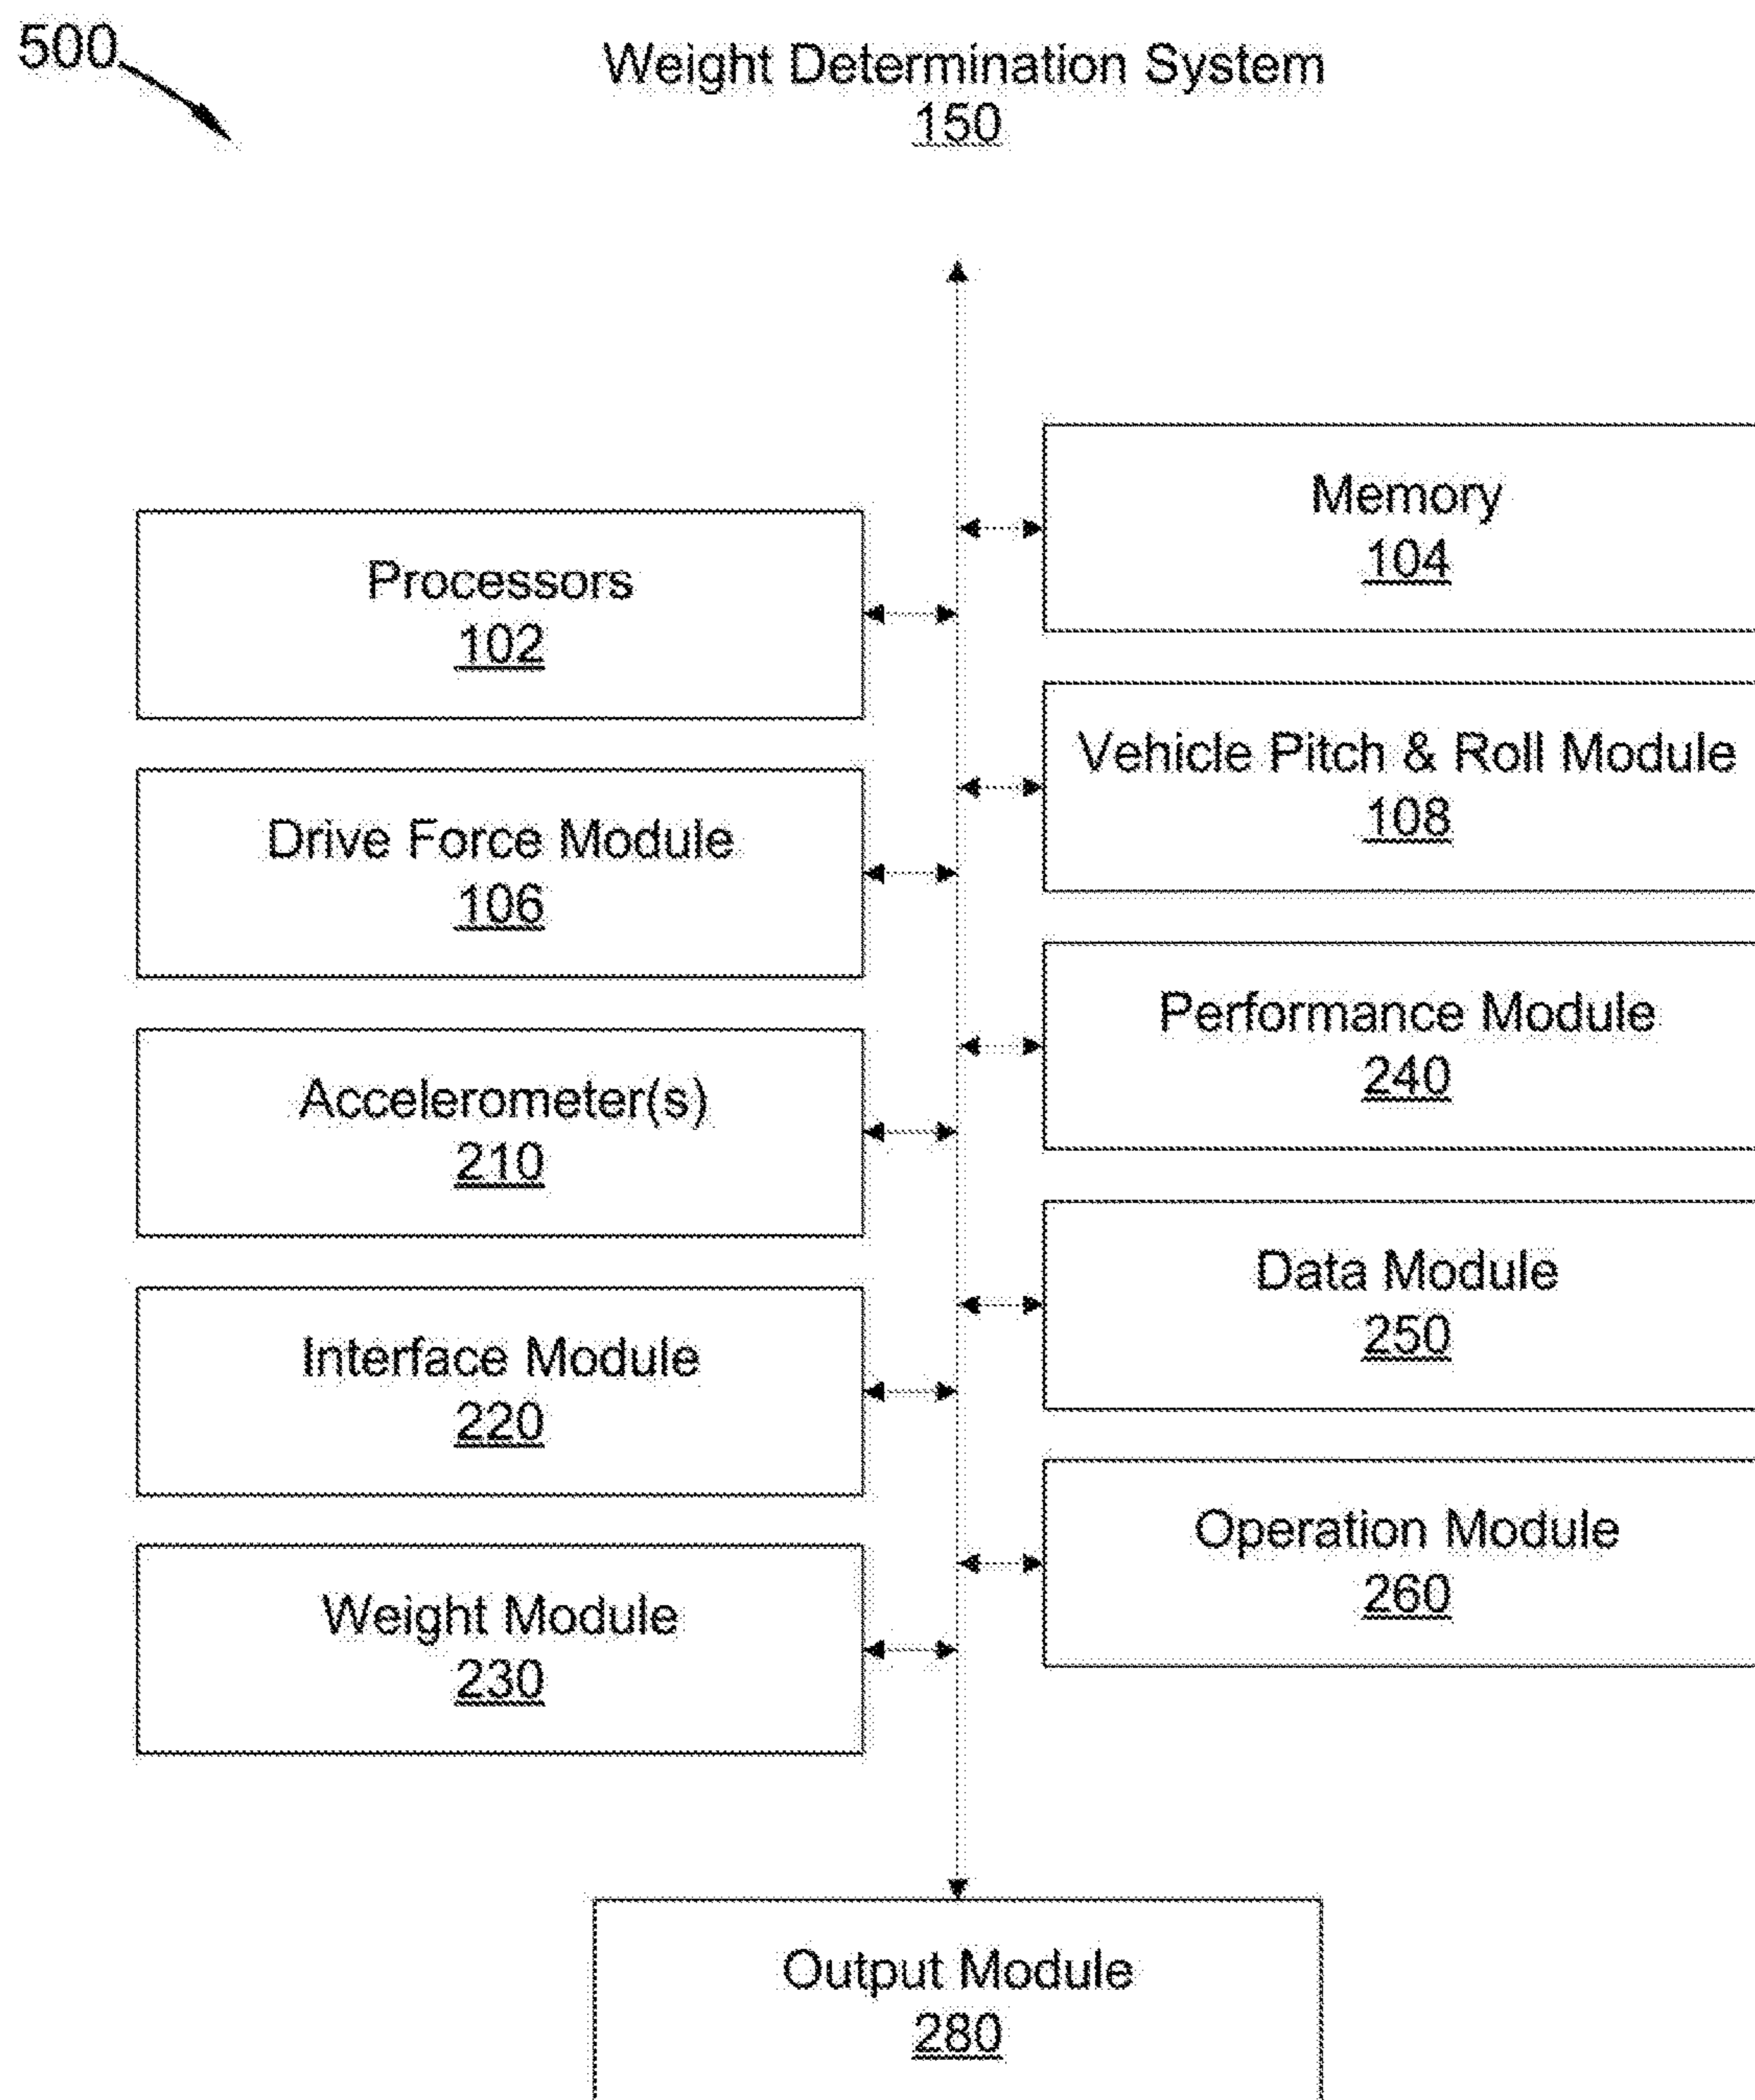 500
Weight Determination System
150
Memory
104
Processors
102
Vehicle Pitch & Roll Module
108
Drive Force Module
106
Performance Module
240
Accelerometer(s)
210
Data Module
250
Interface Module
220
Operation Module
260
Weight Module
230
Output Module
280